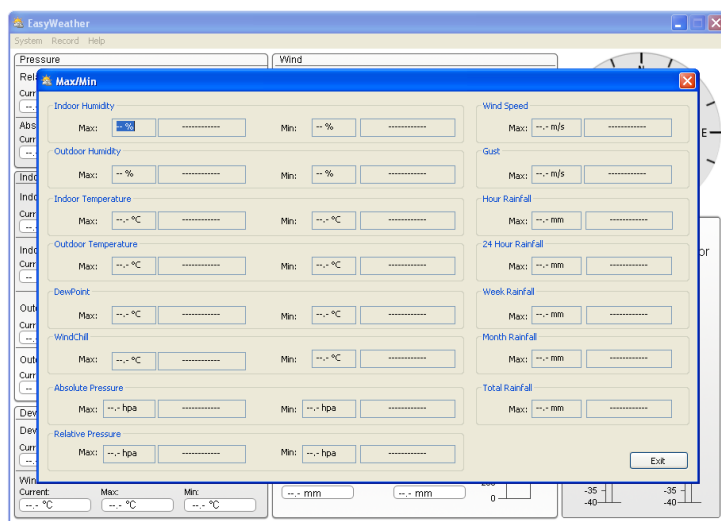 EasyWeather
System Record Help
Pressure
Wind
Max/Min
Indoor Humidity
Max: -- % ------------ Min: -- % ------------
Outdoor Humidity
Max: -- % ------------ Min: -- % ------------
Indoor Temperature
Max: --.- °C ------------ Min: --.- °C ------------
Outdoor Temperature
Max: --.- °C ------------ Min: --.- °C ------------
DewPoint
Max: --.- °C ------------ Min: --.- °C ------------
WindChill
Max: --.- °C ------------ Min: --.- °C ------------
Absolute Pressure
Max: --.- hpa ------------ Min: --.- hpa ------------
Relative Pressure
Max: --.- hpa ------------ Min: --.- hpa ------------
Wind Speed
Max: --.- m/s ------------
Gust
Max: --.- m/s ------------
Hour Rainfall
Max: --.- mm ------------
24 Hour Rainfall
Max: --.- mm ------------
Week Rainfall
Max: --.- mm ------------
Month Rainfall
Max: --.- mm ------------
Total Rainfall
Max: --.- mm ------------
Exit
E
Current: Max: Min:
--.- °C --.- °C --.- °C
--.- mm --.- mm
0
-35 -35
-40 -40